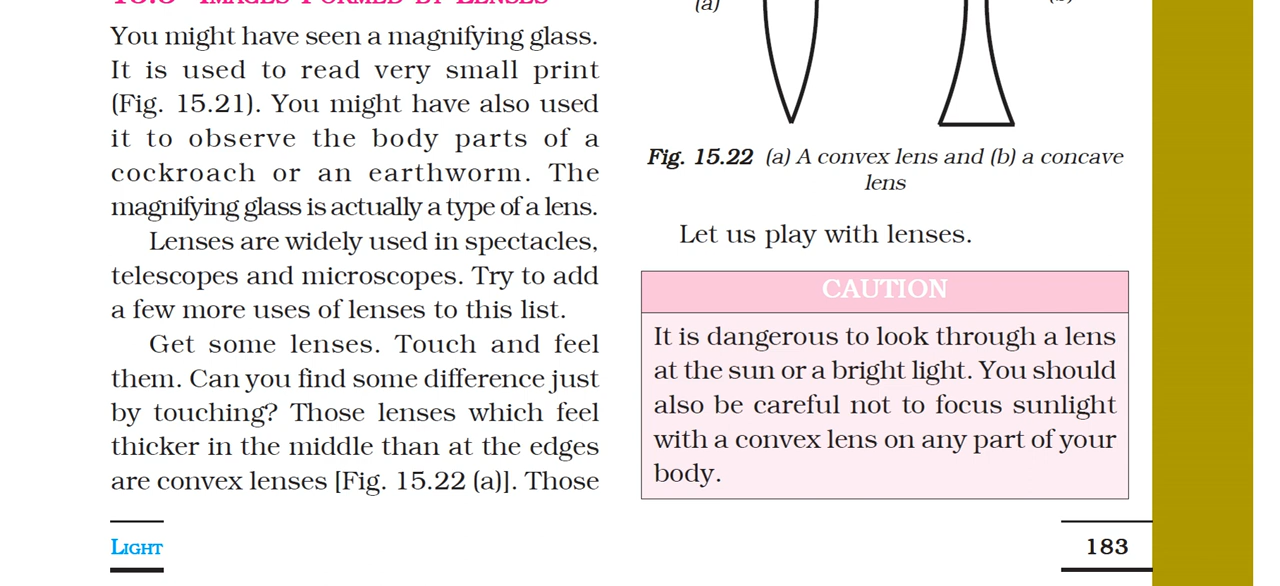 IMAGES FORMED BY LENSES
You might have seen a magnifying glass.
It is used to read very small print
(Fig. 15.21). You might have also used
it to observe the body parts of a
cockroach or an earthworm. The
magnifying glass is actually a type of a lens.
Lenses are widely used in spectacles,
telescopes and microscopes. Try to add
a few more uses of lenses to this list.
Get some lenses. Touch and feel
them. Can you find some difference just
by touching? Those lenses which feel
thicker in the middle than at the edges
are convex lenses [Fig. 15.22 (a)]. Those
(a)
Fig. 15.22 (a) A convex lens and (b) a concave
lens
Let us play with lenses.
CAUTION
It is dangerous to look through a lens
at the sun or a bright light. You should
also be careful not to focus sunlight
with a convex lens on any part of your
body.
LIGHT
183